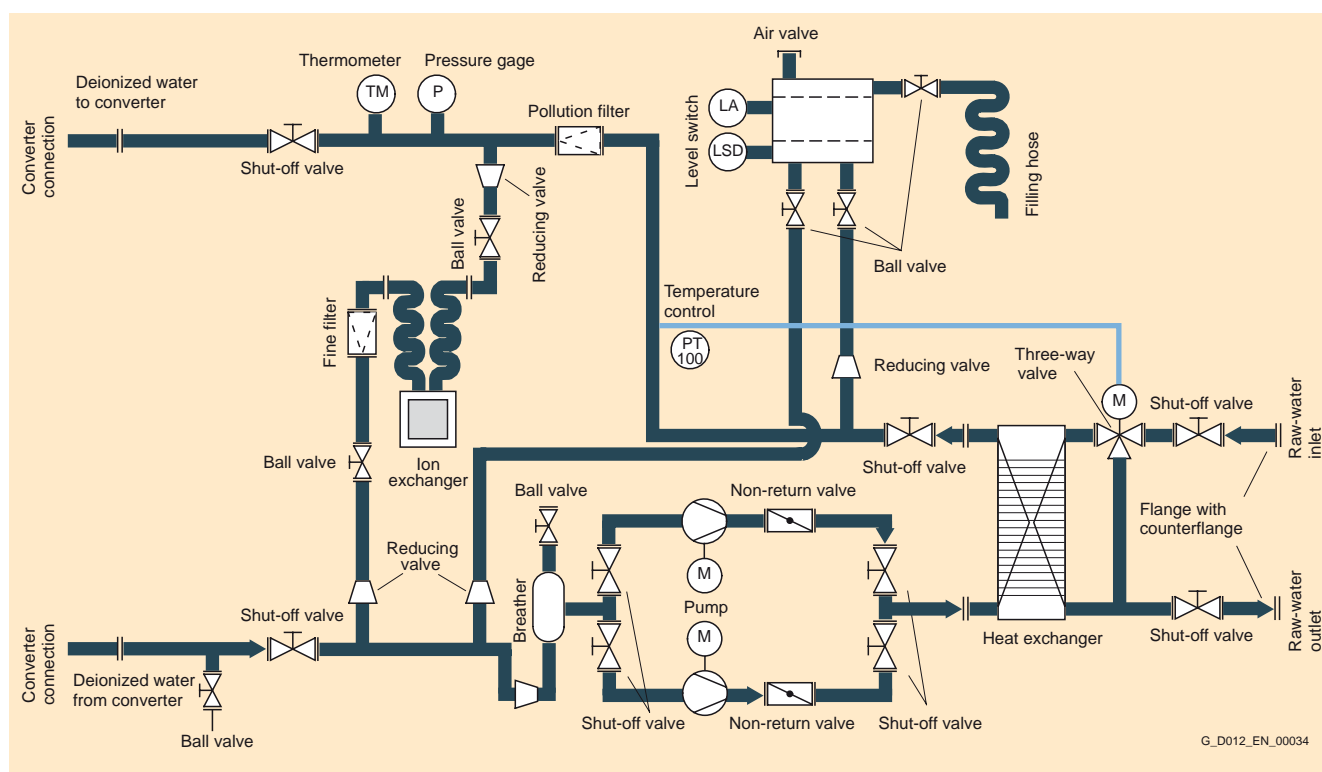 Air valve
Thermometer
Pressure gage
Deionized water
to converter
TM
P
Pollution filter
LA
LSD
Level switch
Converter
connection
Shut-off valve
Reducing valve
Ball valve
Filling hose
Ball valve
Temperature
control
PT
100
Fine filter
Three-way
valve
Reducing valve
M
Shut-off valve
Raw-water
inlet
Ball valve
Ion
exchanger
Shut-off valve
Ball valve
Non-return valve
Flange with
counterflange
Reducing
valve
M
Breather
Pump
Shut-off valve
M
Heat exchanger
Shut-off valve
Raw-water
outlet
Converter
connection
Deionized water
from converter
Ball valve
Shut-off valve
Non-return valve
Shut-off valve
G_D012_EN_00034